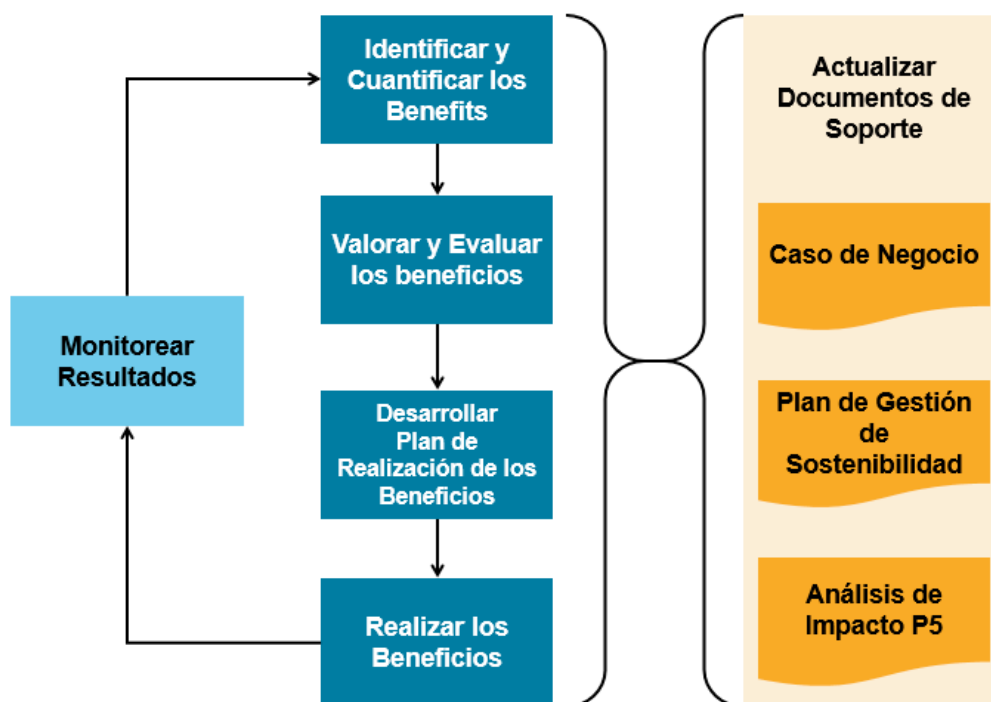 Identificar y
Cuantificar los
Benefits
Valorar y Evaluar
los beneficios
Desarrollar
Plan de
Realización de los
Beneficios
Realizar los
Beneficios
Monitorear
Resultados
Actualizar
Documentos de
Soporte
Caso de Negocio
Plan de Gestión
de
Sostenibilidad
Análisis de
Impacto P5